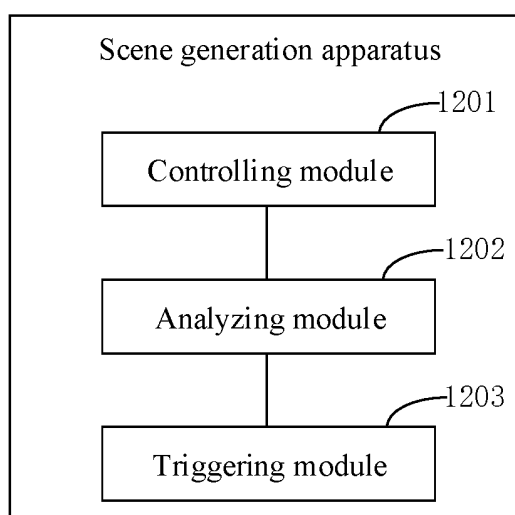 Scene generation apparatus
1201
Controlling module
1202
Analyzing module
1203
Triggering module